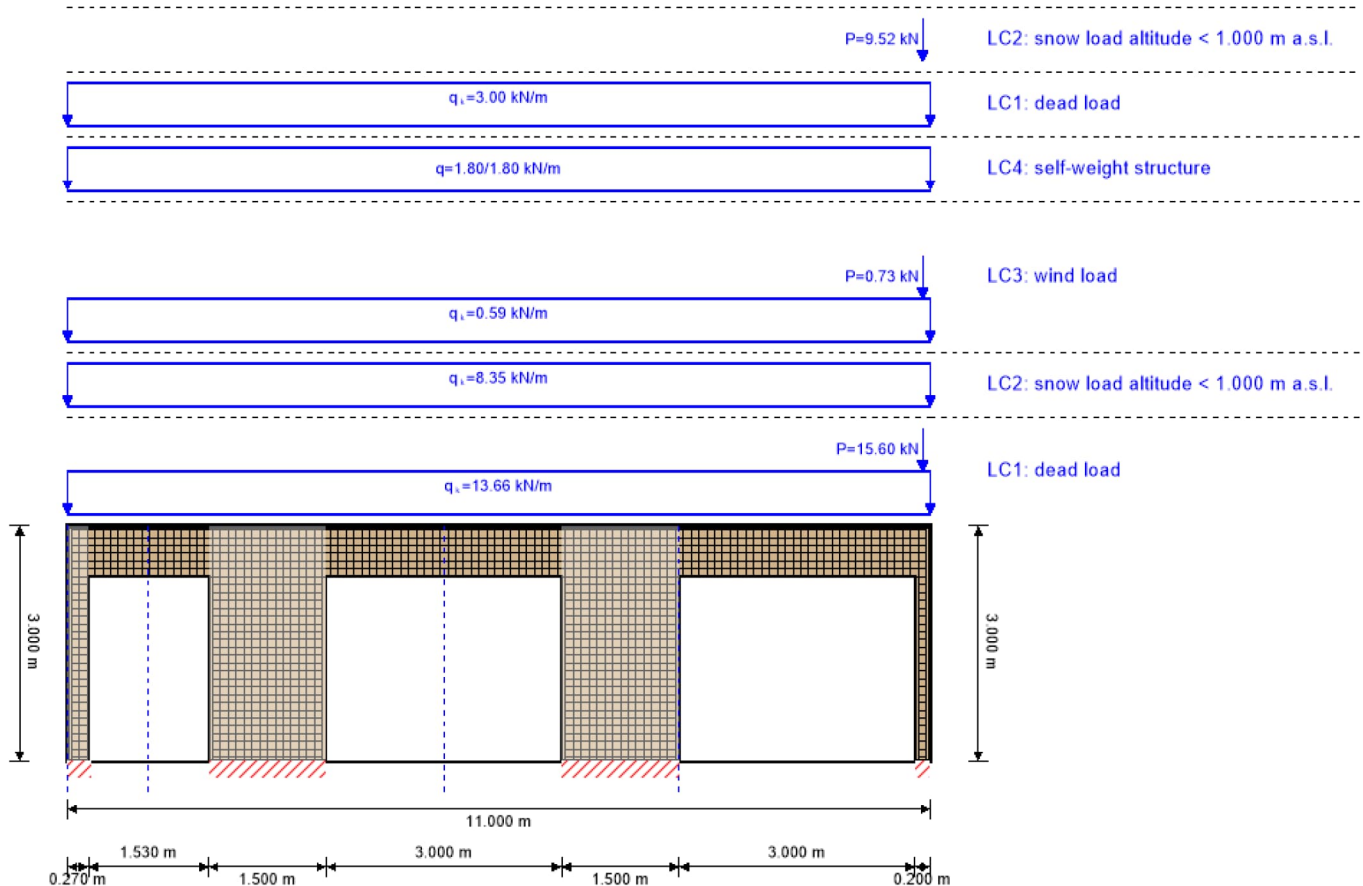 P=9.52 kN
LC2: snow load altitude < 1.000 m a.s.l.
qₖ=3.00 kN/m
LC1: dead load
q=1.80/1.80 kN/m
LC4: self-weight structure
P=0.73 kN
LC3: wind load
qₖ=0.59 kN/m
qₖ=8.35 kN/m
LC2: snow load altitude < 1.000 m a.s.l.
P=15.60 kN
LC1: dead load
qₖ=13.66 kN/m
3.000 m
3.000 m
11.000 m
1.530 m
3.000 m
3.000 m
0.270 m
1.500 m
1.500 m
0.200 m